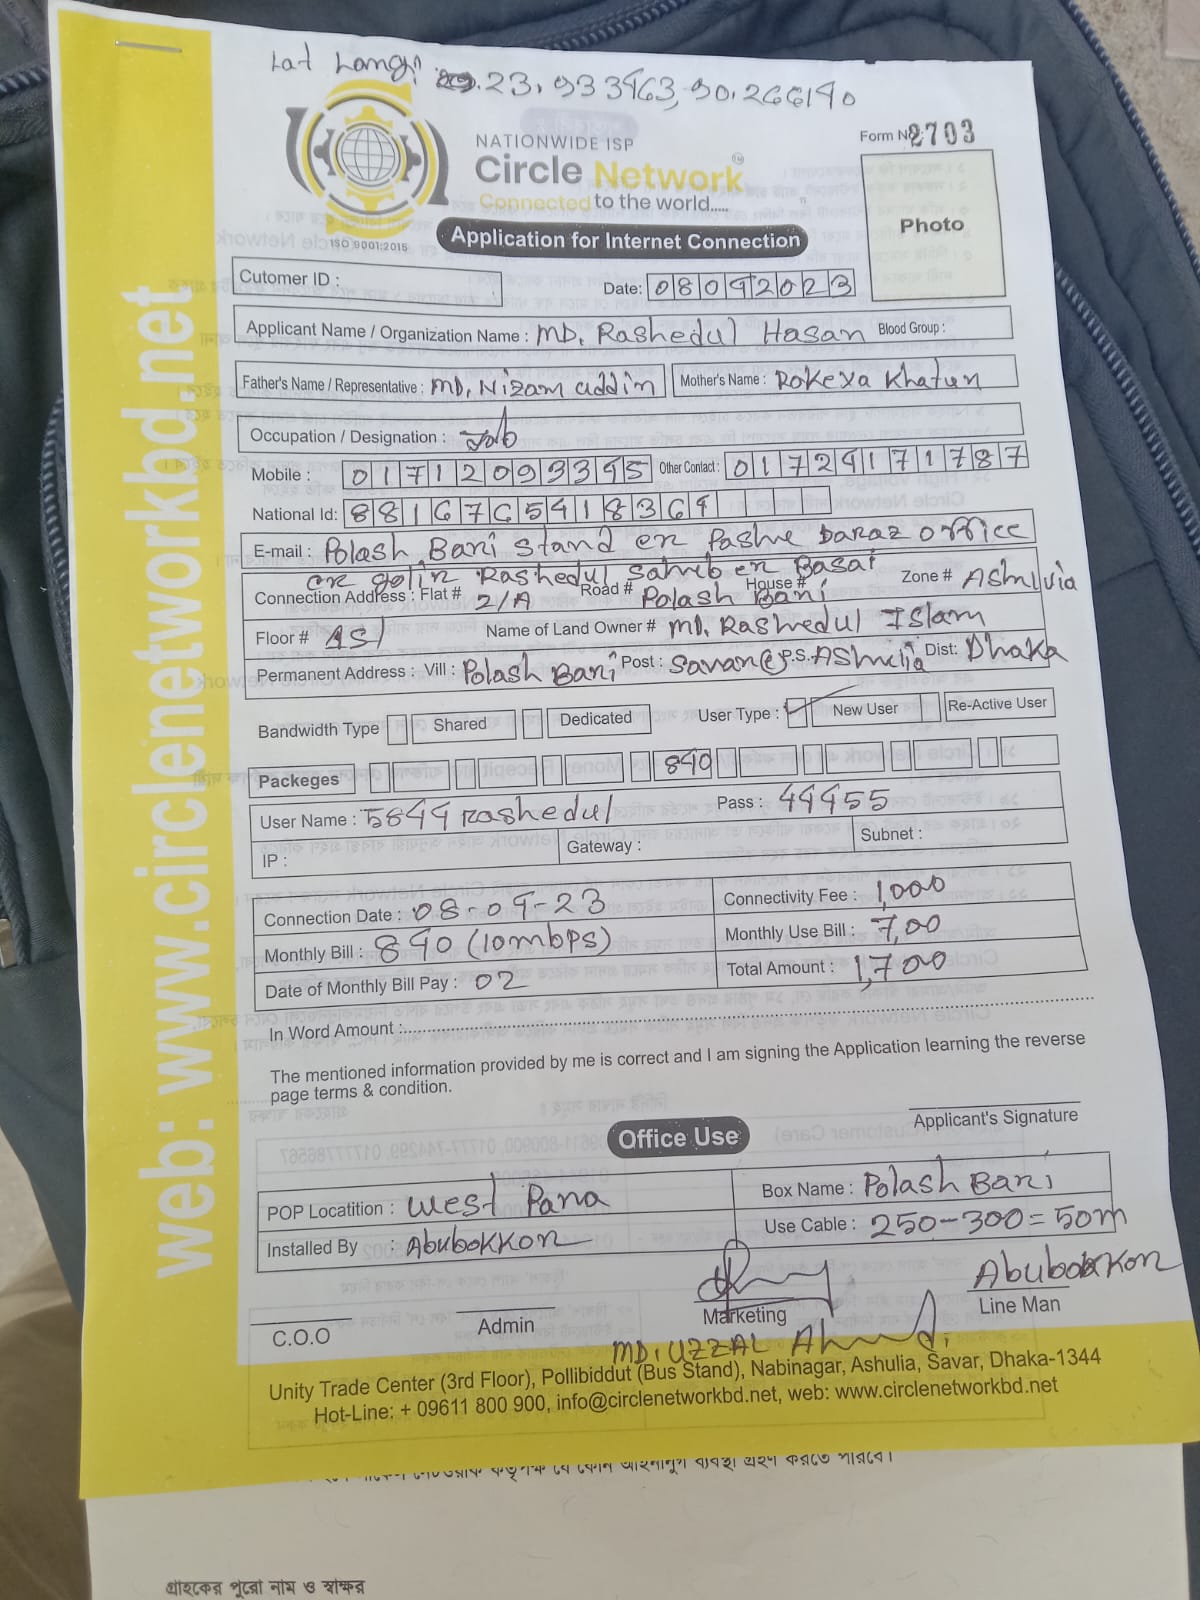 Lat Langi 23.933463,90.266140
NATIONWIDE ISP
Circle Network
Connected to the world.....
ISO 9001:2015
Form No 2703
Photo
Application for Internet Connection
Cutomer ID :
Date: 08092023
Applicant Name / Organization Name : MD. Rashedul Hasan Blood Group :
Father's Name / Representative : MD. Nizam uddin Mother's Name : Rokeya Khatun
Occupation / Designation : Job
Mobile : 01712093345 Other Contact : 01724171787
National Id: 8816765418364
E-mail : Polash Bari stand er Pashe Daraz office
er golir Rashedul Saheb er Basar
Connection Address : Flat # 2/A Road # Polash Bari House # Zone # Ashulia
Floor # 1st Name of Land Owner # MD. Rashedul Islam
Permanent Address : Vill : Polash Bari Post : Savar P.S. Ashulia Dist: Dhaka
Bandwidth Type Shared Dedicated User Type : New User Re-Active User
Packeges 840
User Name : 5844 Rashedul Pass : 44455
IP : Gateway : Subnet :
Connection Date : 08-09-23 Connectivity Fee : 1,000
Monthly Bill : 840 (10mbps) Monthly Use Bill : 7,00
Date of Monthly Bill Pay : 02 Total Amount : 1,700
In Word Amount :
The mentioned information provided by me is correct and I am signing the Application learning the reverse
page terms & condition.
Applicant's Signature
Office Use
POP Locatition : West Para Box Name : Polash Bari
Installed By : Abubokkor Use Cable : 250-300=50m
Abubokkor
C.O.O Admin Marketing Line Man
MD. UZZAL Ahmed
Unity Trade Center (3rd Floor), Pollibiddut (Bus Stand), Nabinagar, Ashulia, Savar, Dhaka-1344
Hot-Line: + 09611 800 900, info@circlenetworkbd.net, web: www.circlenetworkbd.net
web: www.circlenetworkbd.net
গ্রাহকের পুরো নাম ও স্বাক্ষর